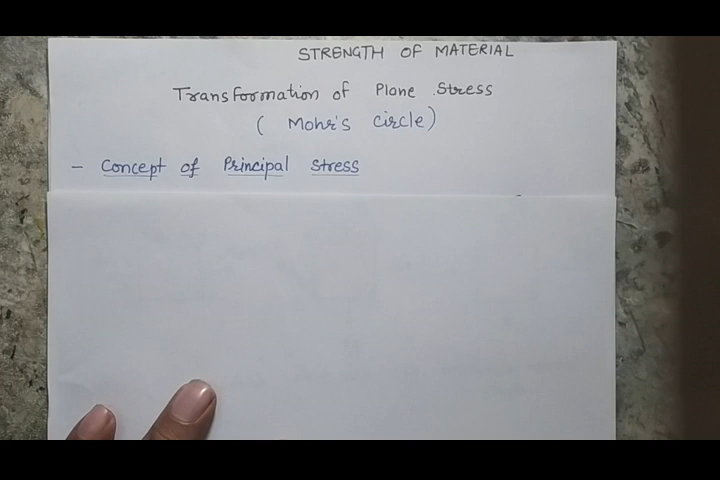 STRENGTH OF MATERIAL
Transformation of Plane Stress
( Mohr's circle)
- Concept of Principal Stress